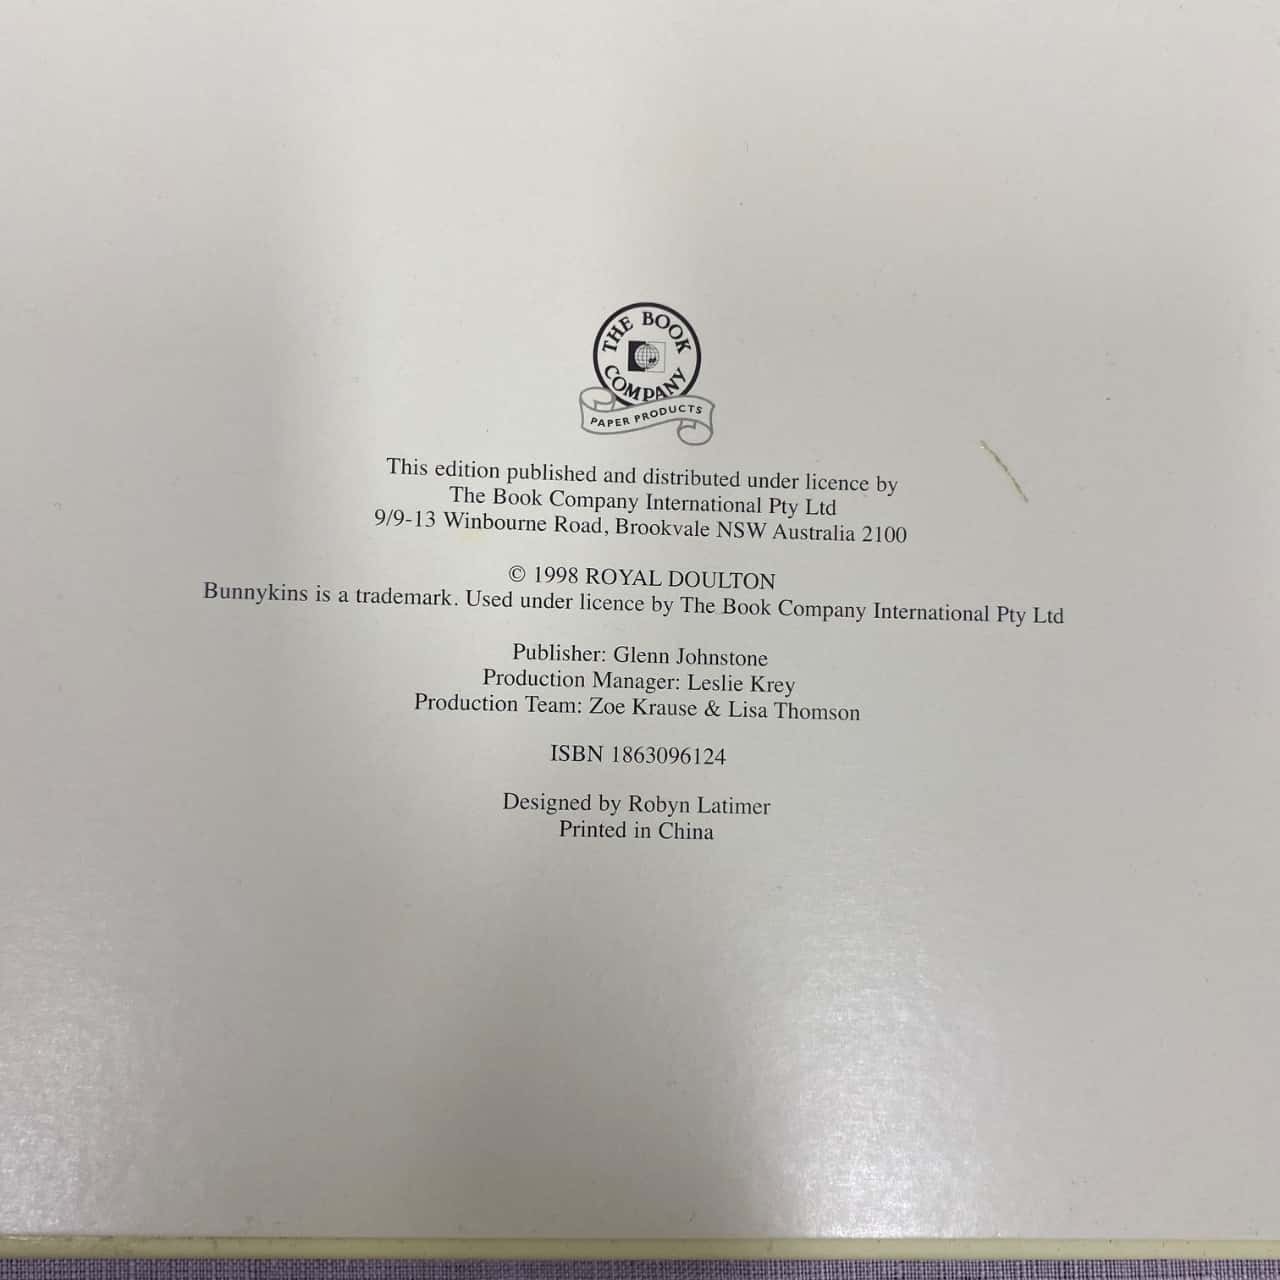 THE BOOK
COMPANY
PAPER PRODUCTS
This edition published and distributed under licence by
The Book Company International Pty Ltd
9/9-13 Winbourne Road, Brookvale NSW Australia 2100
© 1998 ROYAL DOULTON
Bunnykins is a trademark. Used under licence by The Book Company International Pty Ltd
Publisher: Glenn Johnstone
Production Manager: Leslie Krey
Production Team: Zoe Krause & Lisa Thomson
ISBN 1863096124
Designed by Robyn Latimer
Printed in China